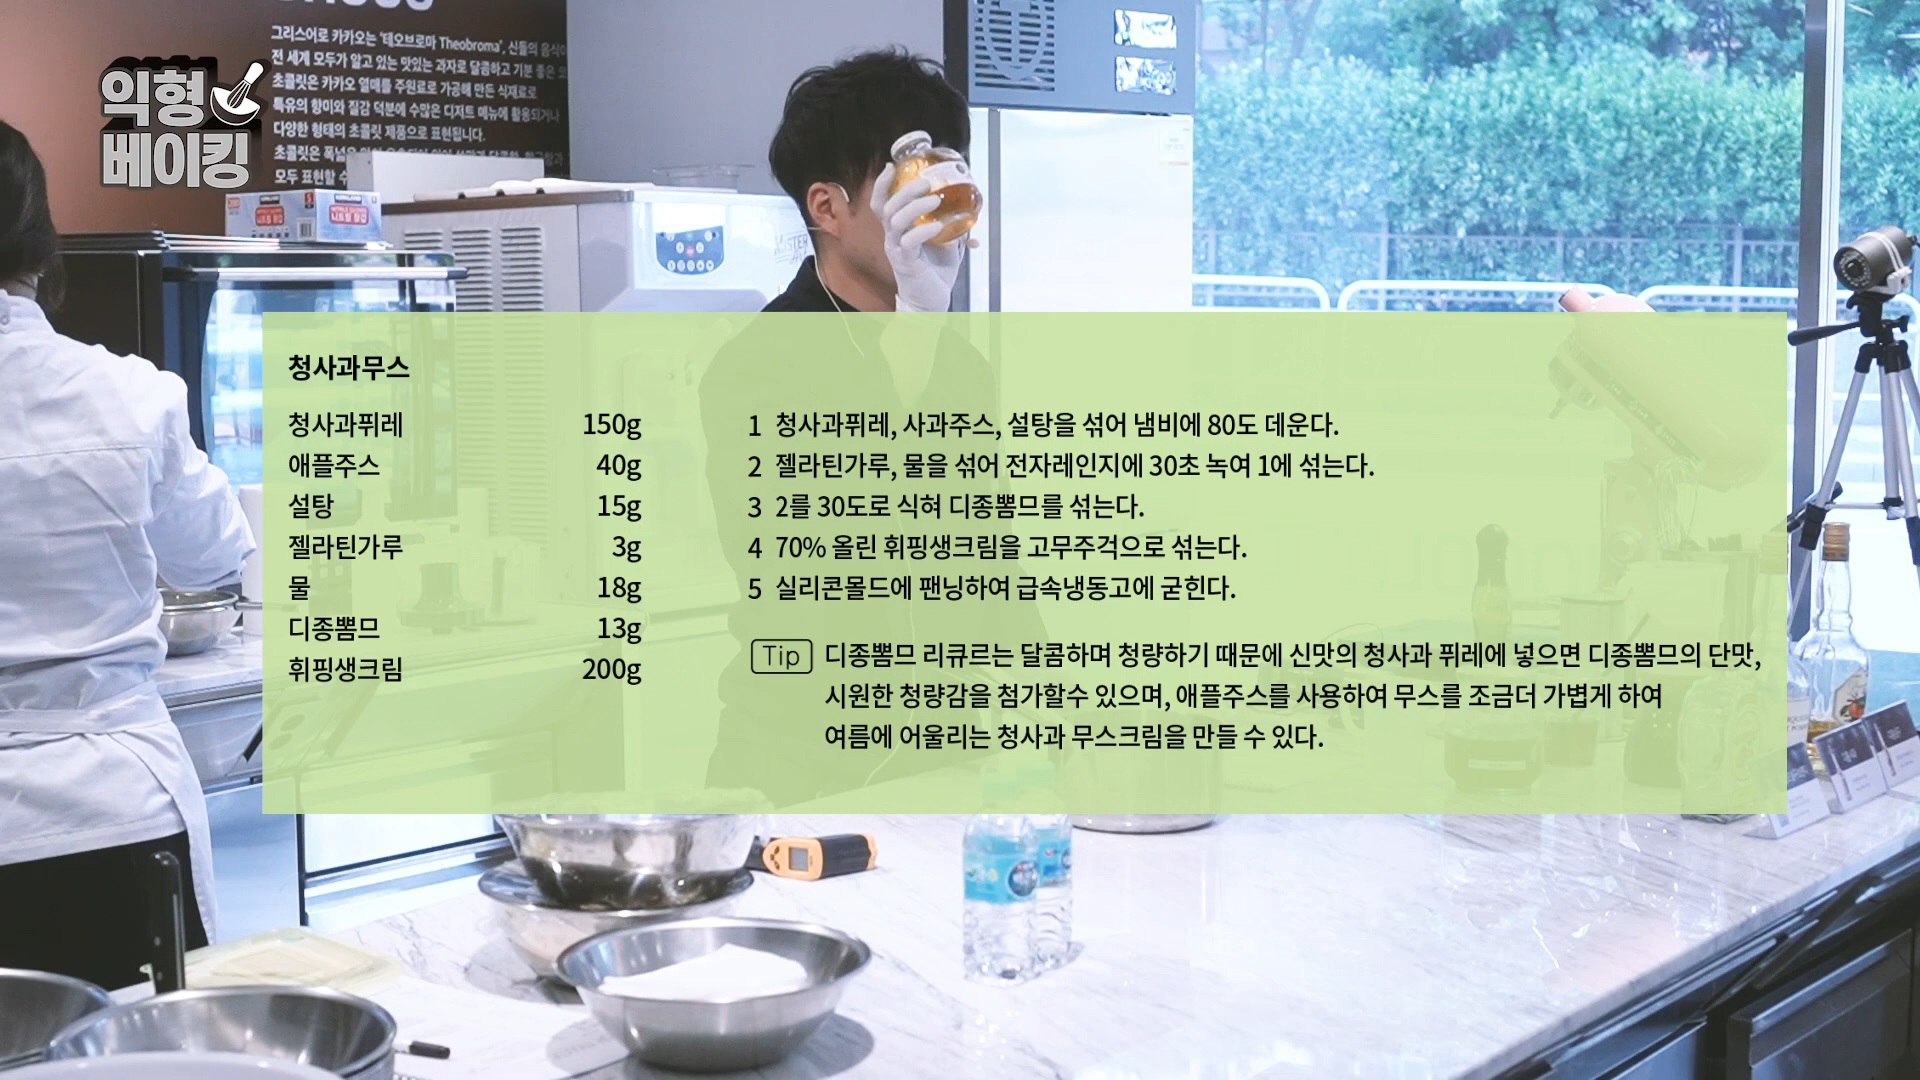 그리스어로 카카오는 '테오브로마 Theobroma', 신들의 음식
전 세계 모두가 알고 있는 맛있는 과자로 달콤하고 기분 좋은
초콜릿은 카카오 열매를 주원료로 가공해 만든 식재료로
특유의 향미와 질감 덕분에 수많은 디저트 메뉴에 활용되거나
다양한 형태의 초콜릿 제품으로 표현됩니다.
초콜릿은
모두 표현할 수
익형
베이킹
MISTER
청사과무스
청사과퓌레 150g
애플주스 40g
설탕 15g
젤라틴가루 3g
물 18g
디종뽐므 13g
휘핑생크림 200g
1 청사과퓌레, 사과주스, 설탕을 섞어 냄비에 80도 데운다.
2 젤라틴가루, 물을 섞어 전자레인지에 30초 녹여 1에 섞는다.
3 2를 30도로 식혀 디종뽐므를 섞는다.
4 70% 올린 휘핑생크림을 고무주걱으로 섞는다.
5 실리콘몰드에 팬닝하여 급속냉동고에 굳힌다.
Tip 디종뽐므 리큐르는 달콤하며 청량하기 때문에 신맛의 청사과 퓌레에 넣으면 디종뽐므의 단맛,
시원한 청량감을 첨가할수 있으며, 애플주스를 사용하여 무스를 조금더 가볍게 하여
여름에 어울리는 청사과 무스크림을 만들 수 있다.